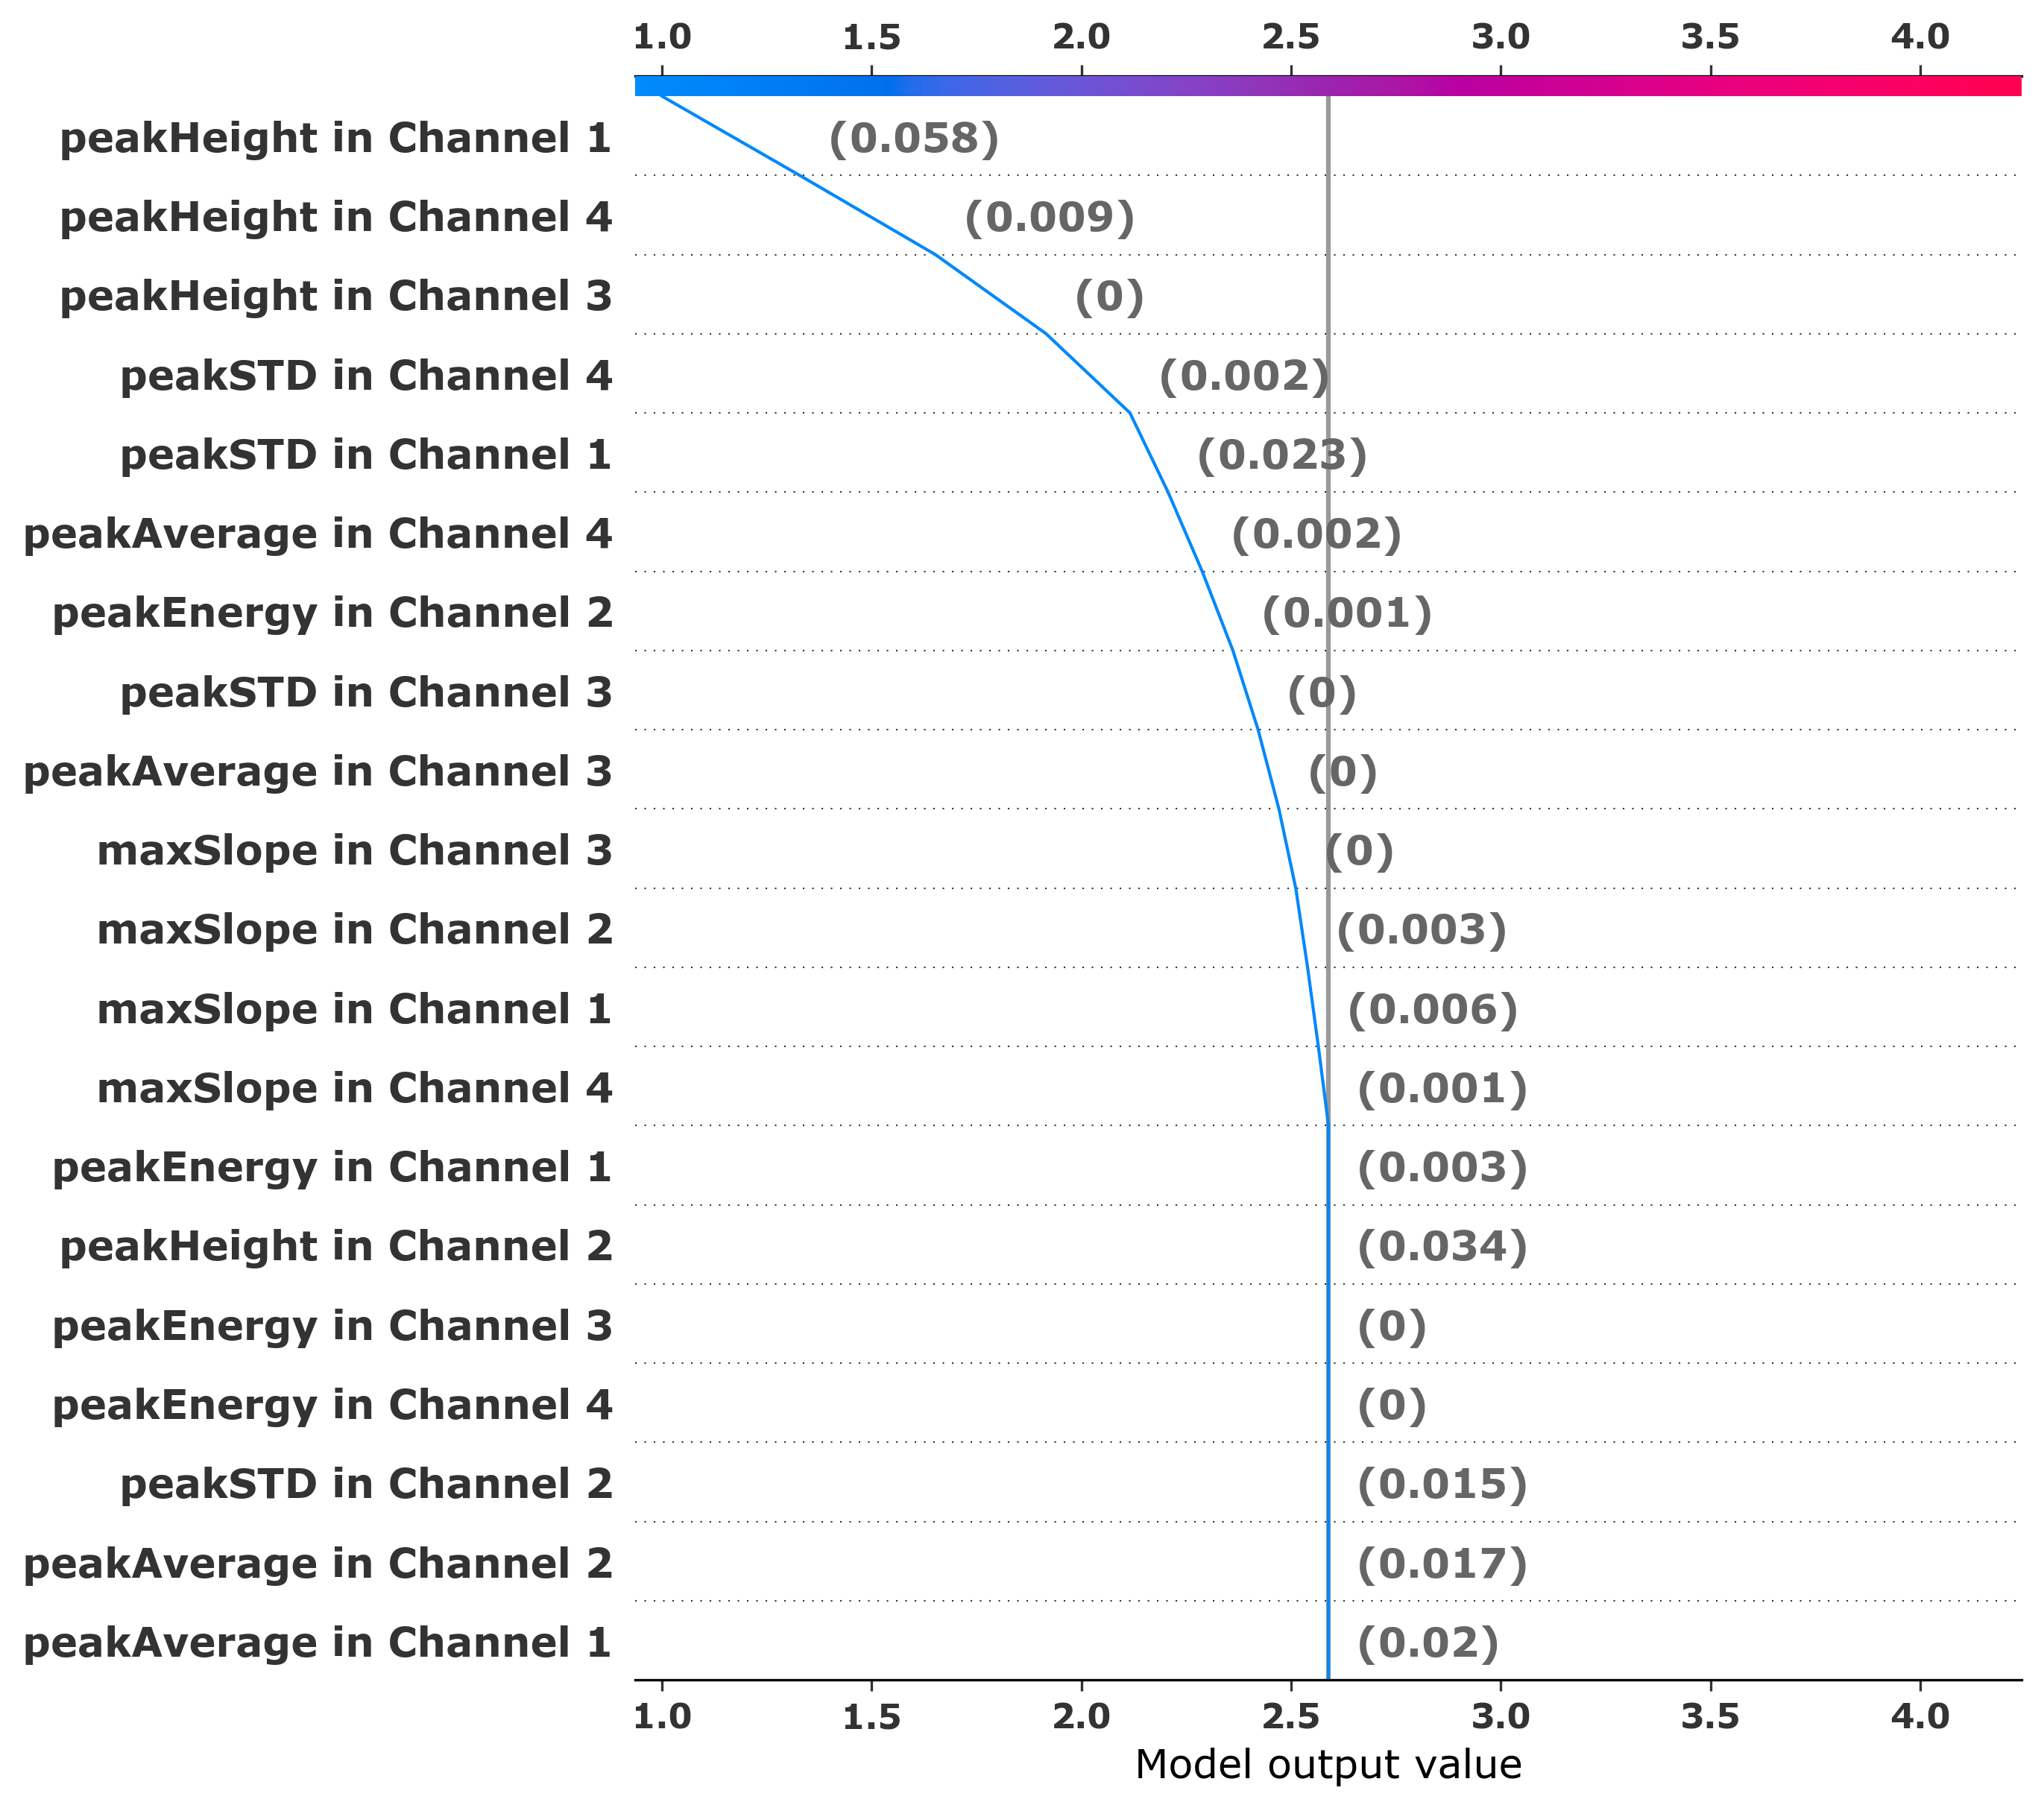 1.0 1.5 2.0 2.5 3.0 3.5 4.0
peakHeight in Channel 1 (0.058)
peakHeight in Channel 4 (0.009)
peakHeight in Channel 3 (0)
peakSTD in Channel 4 (0.002)
peakSTD in Channel 1 (0.023)
peakAverage in Channel 4 (0.002)
peakEnergy in Channel 2 (0.001)
peakSTD in Channel 3 (0)
peakAverage in Channel 3 (0)
maxSlope in Channel 3 (0)
maxSlope in Channel 2 (0.003)
maxSlope in Channel 1 (0.006)
maxSlope in Channel 4 (0.001)
peakEnergy in Channel 1 (0.003)
peakHeight in Channel 2 (0.034)
peakEnergy in Channel 3 (0)
peakEnergy in Channel 4 (0)
peakSTD in Channel 2 (0.015)
peakAverage in Channel 2 (0.017)
peakAverage in Channel 1 (0.02)
1.0 1.5 2.0 2.5 3.0 3.5 4.0
Model output value